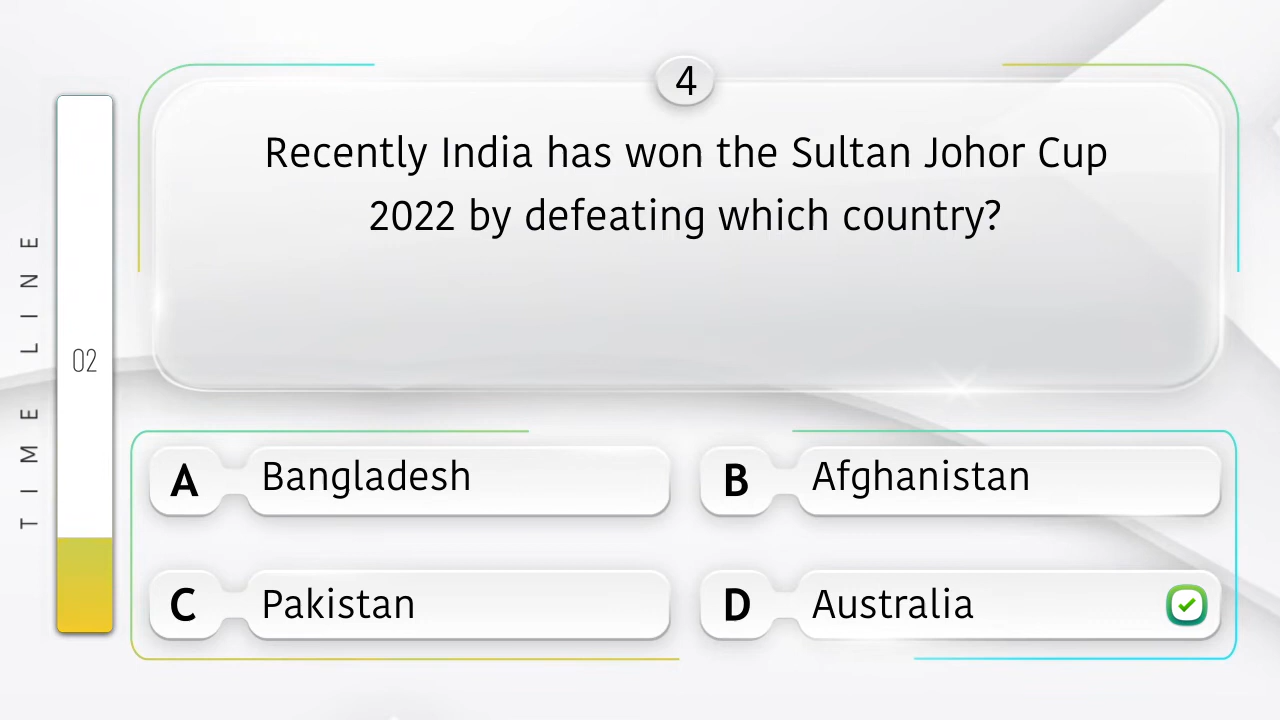 4
Recently India has won the Sultan Johor Cup
2022 by defeating which country?
TIME LINE
02
A Bangladesh
B Afghanistan
C Pakistan
D Australia